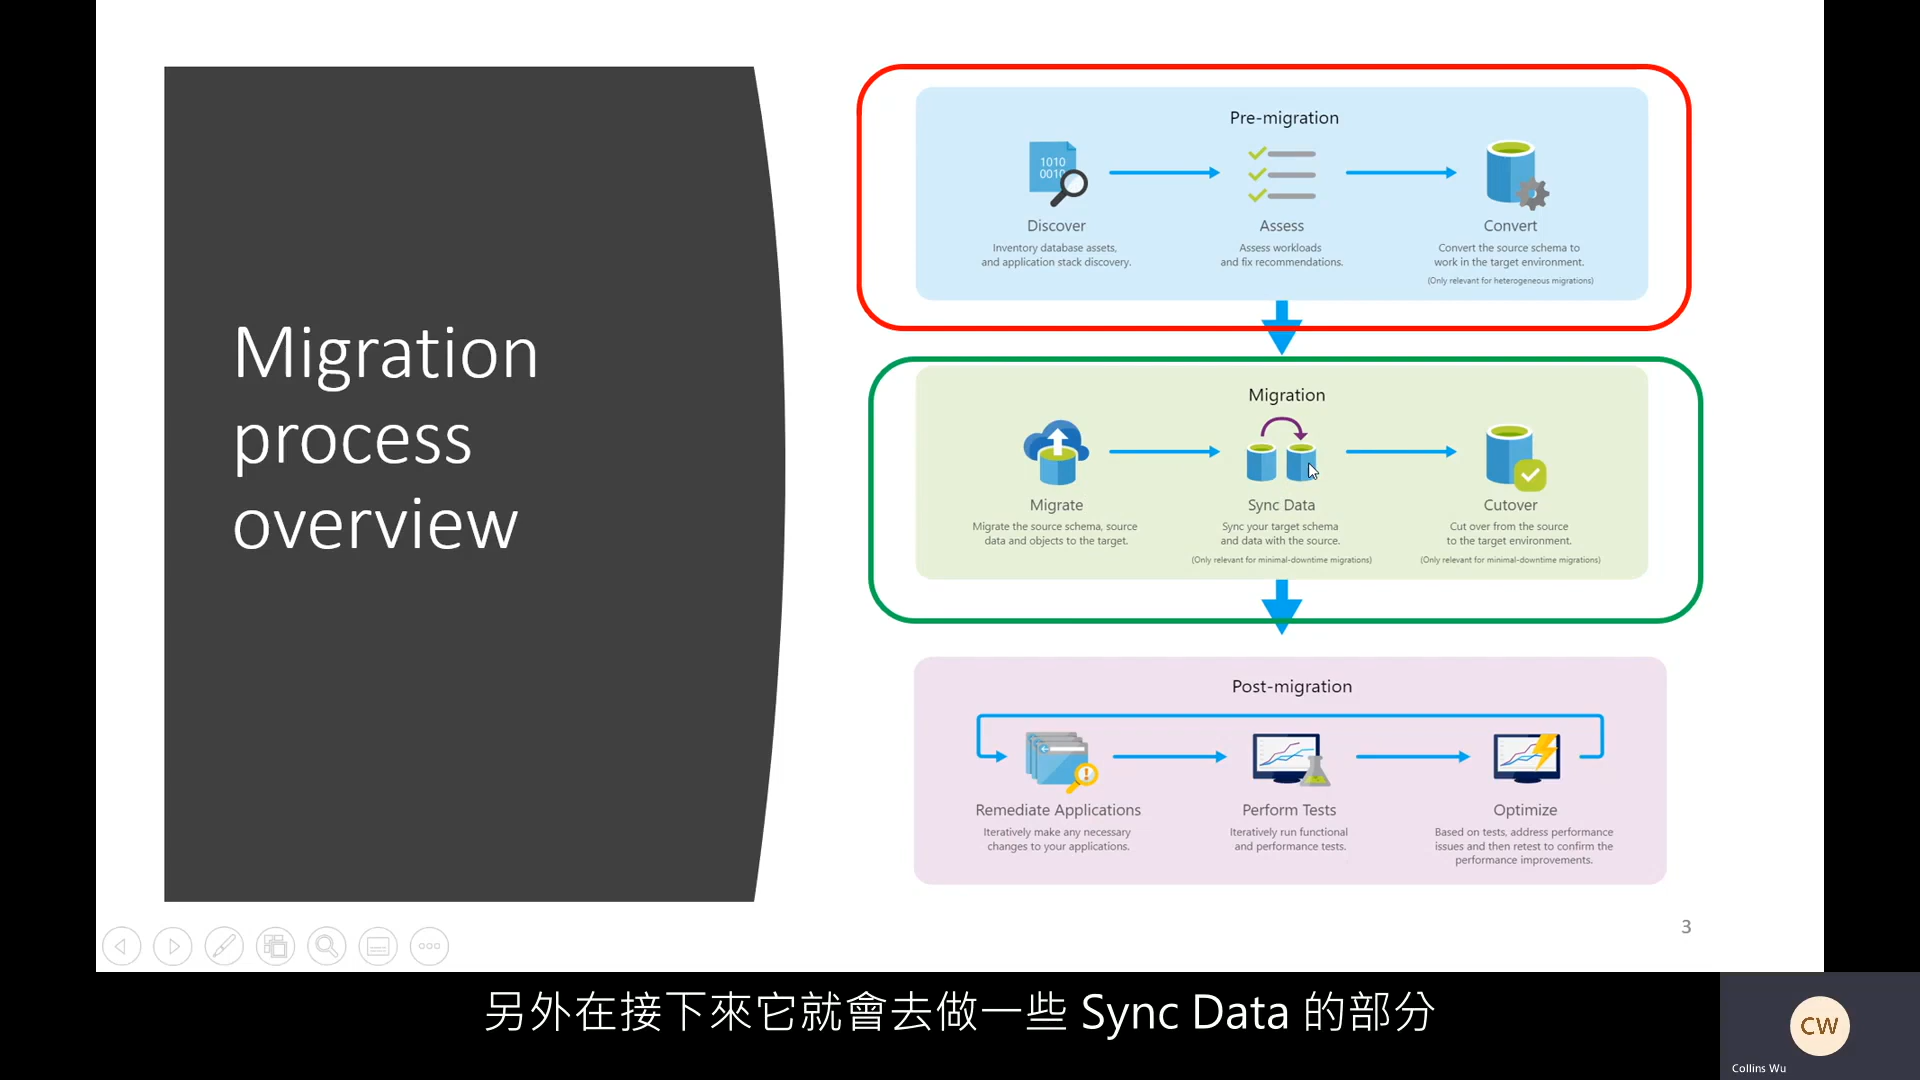 Migration
process
overview
Pre-migration
1010
0010
Discover
Inventory database assets,
and application stack discovery.
Assess
Assess workloads
and fix recommendations.
Convert
Convert the source schema to
work in the target environment.
(Only relevant for heterogeneous migrations)
Migration
Migrate
Migrate the source schema, source
data and objects to the target.
Sync Data
Sync your target schema
and data with the source.
(Only relevant for minimal-downtime migrations)
Cutover
Cut over from the source
to the target environment.
(Only relevant for minimal-downtime migrations)
Post-migration
Remediate Applications
Iteratively make any necessary
changes to your applications.
Perform Tests
Iteratively run functional
and performance tests.
Optimize
Based on tests, address performance
issues and then retest to confirm the
performance improvements.
3
另外在接下來它就會去做一些 Sync Data 的部分
CW
Collins Wu